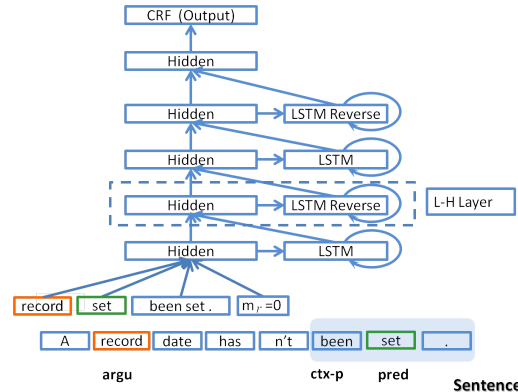 CRF (Output)
Hidden
Hidden LSTM Reverse
Hidden LSTM
Hidden LSTM Reverse L-H Layer
Hidden LSTM
record set been set . m_r=0
A record date has n't been set .
argu ctx-p pred
Sentence